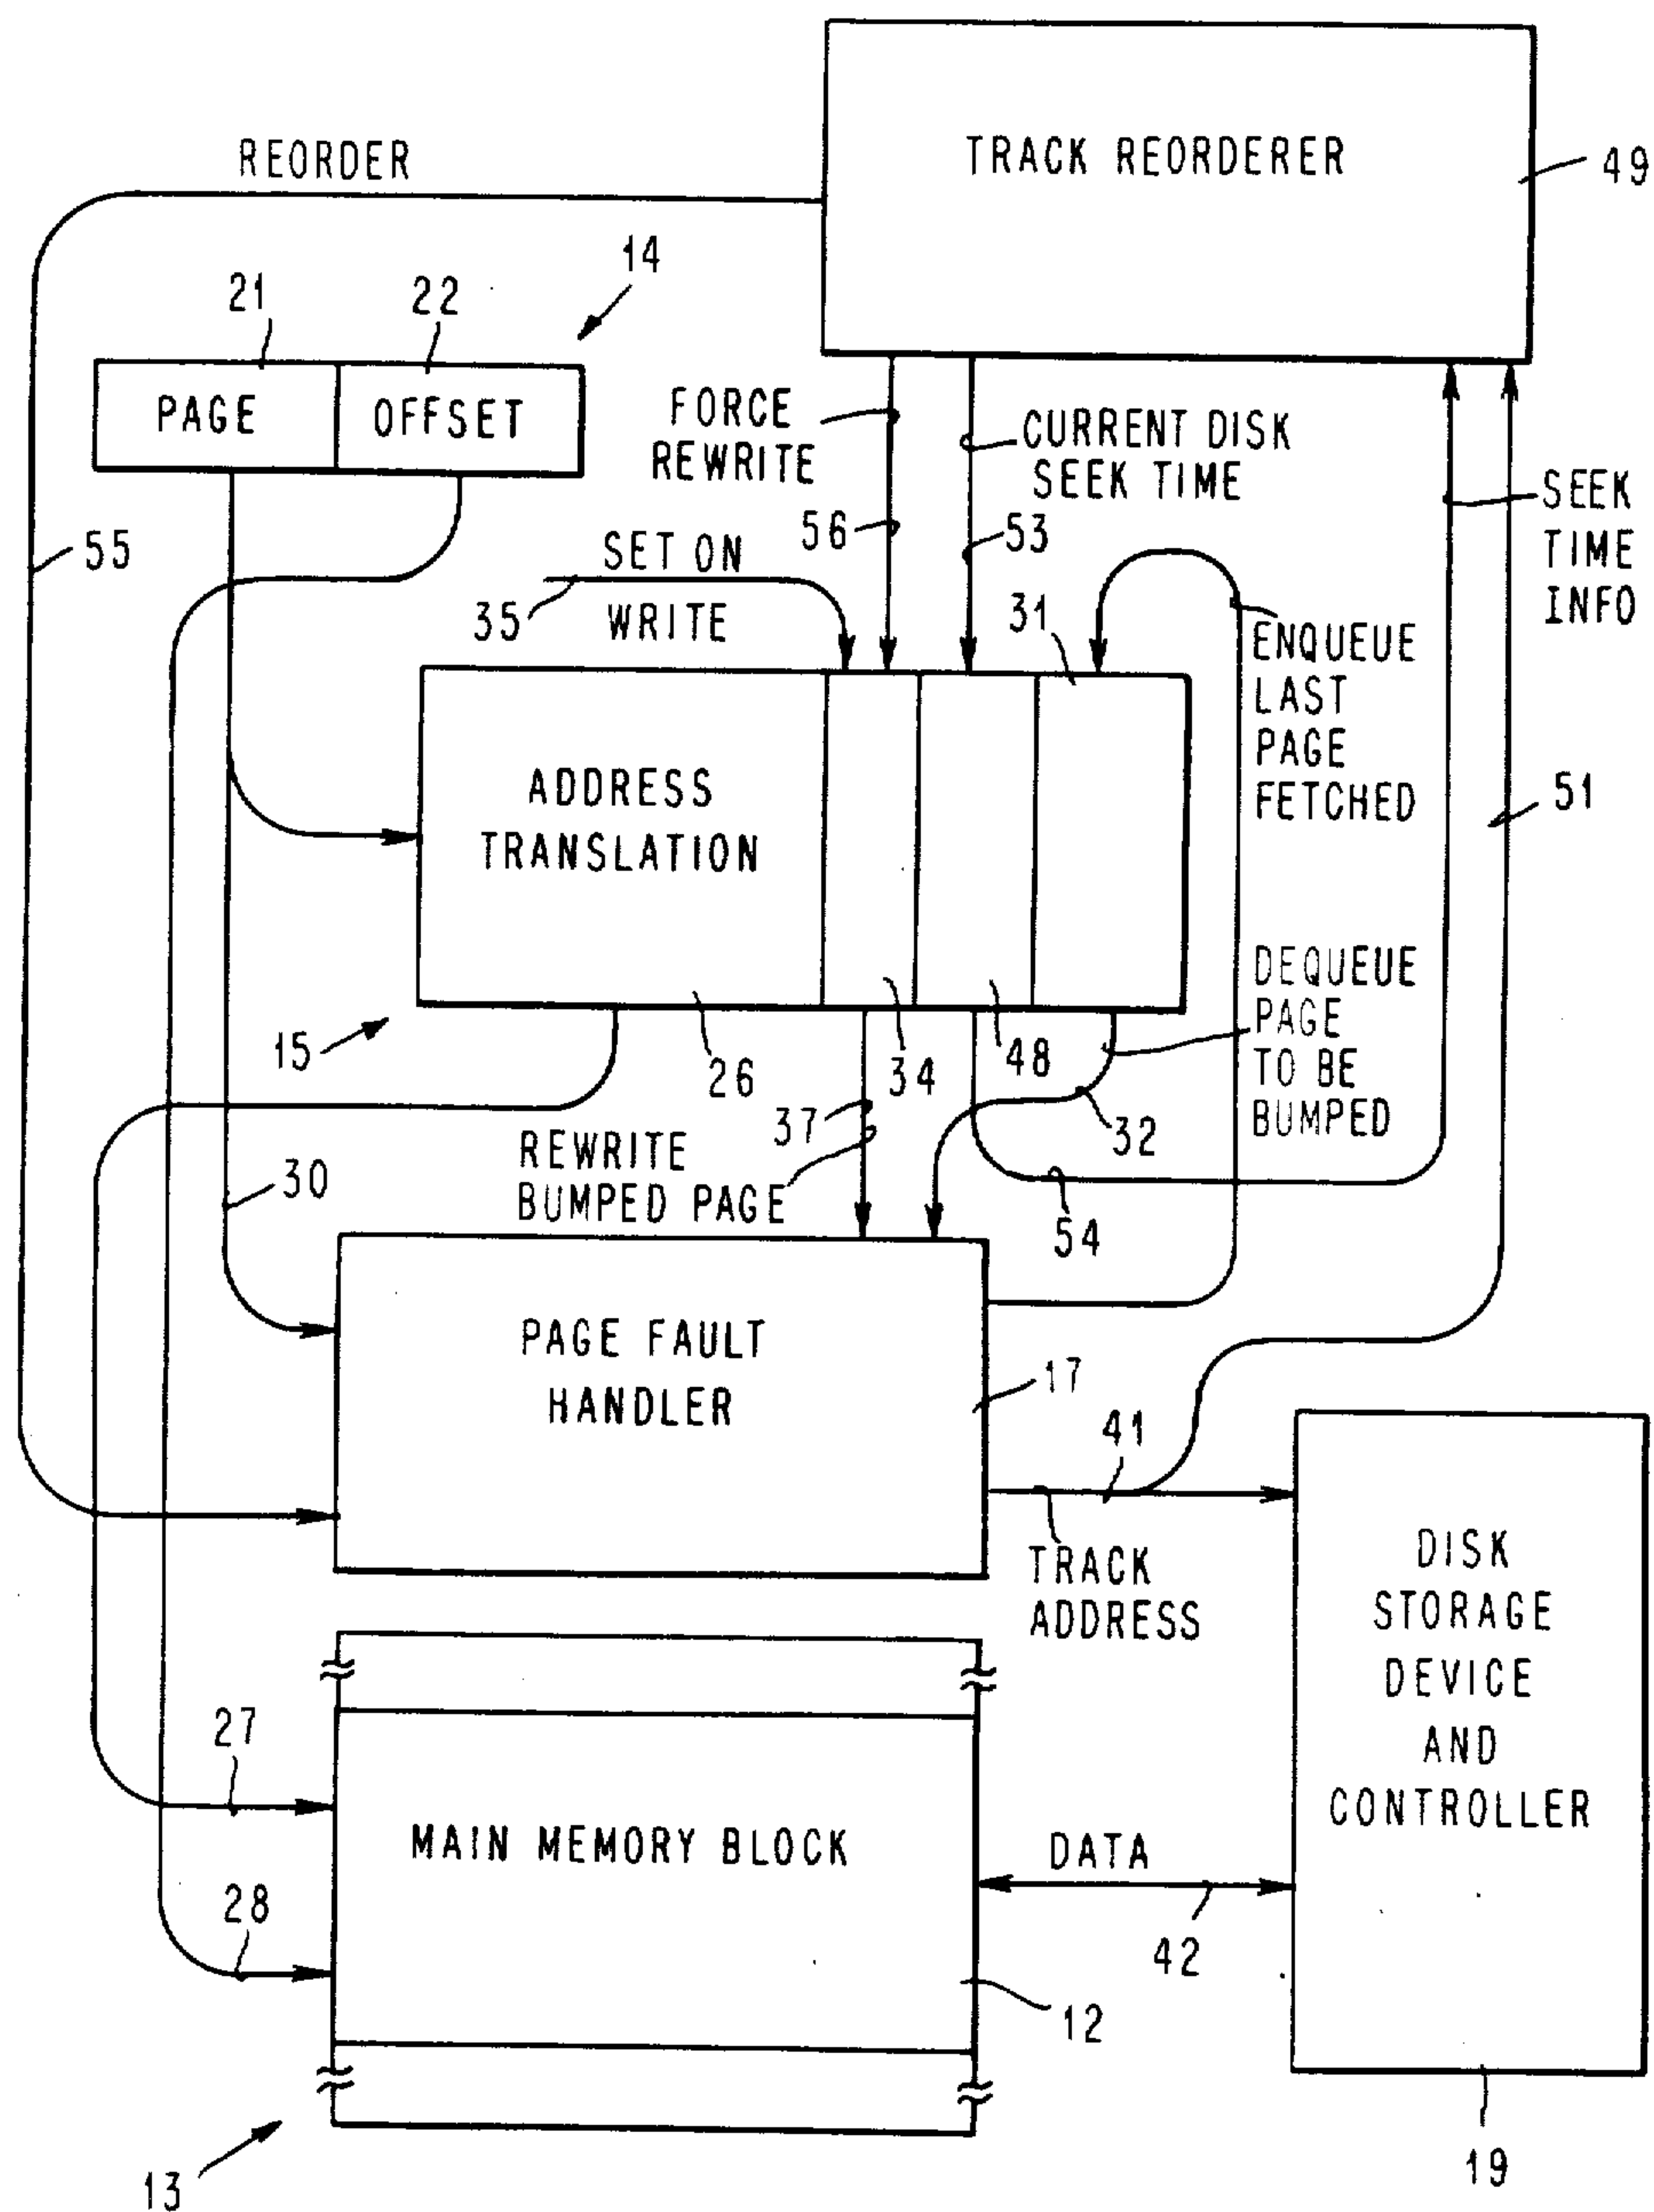 TRACK REORDERER
49
REORDER
14
21
22
PAGE
OFFSET
FORCE
REWRITE
CURRENT DISK
SEEK TIME
SEEK
TIME
INFO
56
53
55
SET ON
WRITE
35
31
ENQUEUE
LAST
PAGE
FETCHED
51
ADDRESS
TRANSLATION
DEQUEUE
PAGE
TO BE
BUMPED
15
26
34
48
37
32
REWRITE
BUMPED PAGE
30
54
PAGE FAULT
HANDLER
17
41
TRACK
ADDRESS
DISK
STORAGE
DEVICE
AND
CONTROLLER
27
MAIN MEMORY BLOCK
DATA
28
42
12
13
19